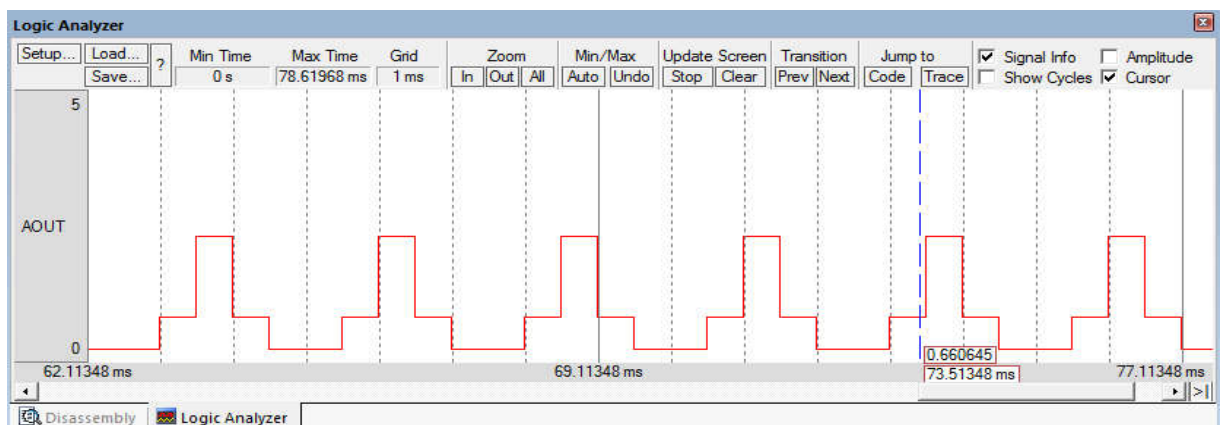 Logic Analyzer
Setup... Load... ? Min Time Max Time Grid Zoom Min/Max Update Screen Transition Jump to Signal Info Amplitude
Save... 0 s 78.61968 ms 1 ms In Out All Auto Undo Stop Clear Prev Next Code Trace Show Cycles Cursor
5
AOUT
0
0.660645
62.11348 ms 69.11348 ms 73.51348 ms 77.11348 ms
>|
Disassembly Logic Analyzer